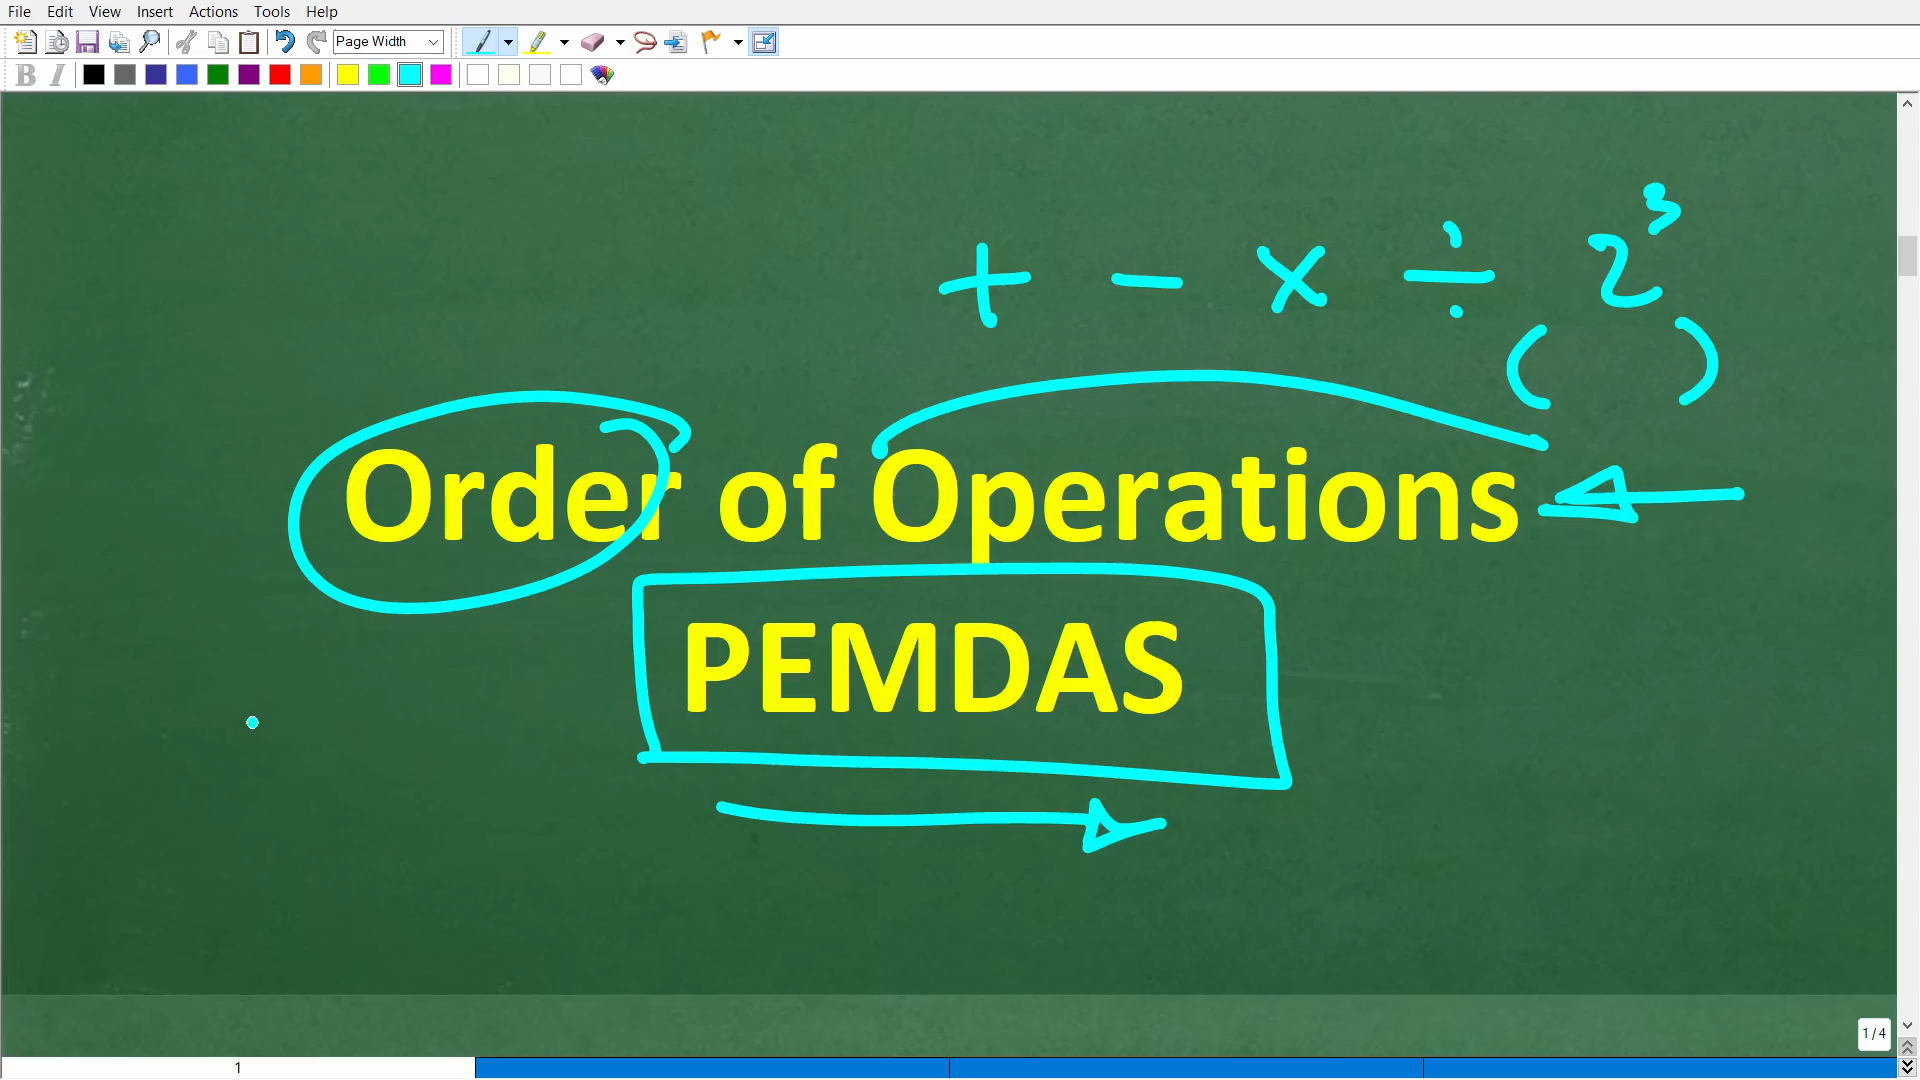 File Edit View Insert Actions Tools Help
Page Width
B I
+ - × ÷ 2³
( )
Order of Operations
PEMDAS
1 / 4
1